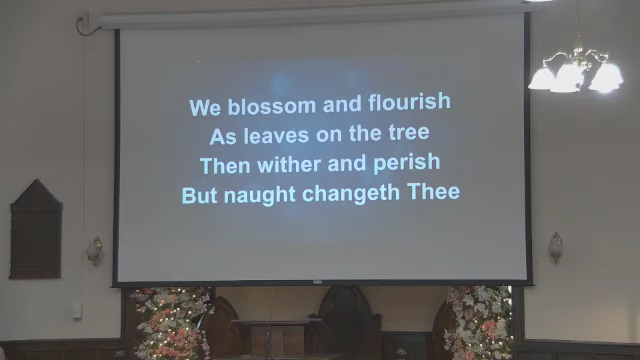 We blossom and flourish
As leaves on the tree
Then wither and perish
But naught changeth Thee